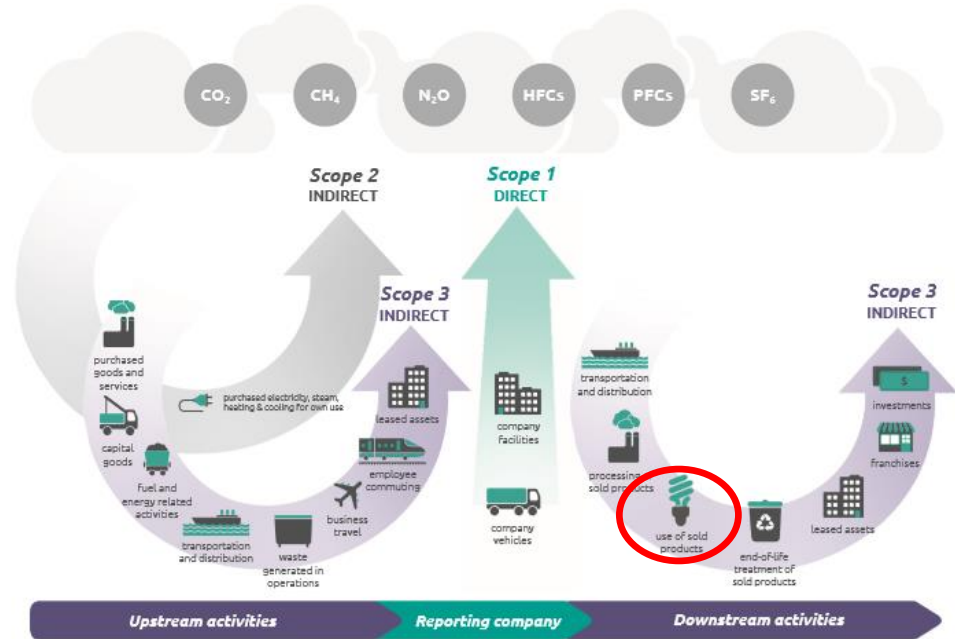 CO₂
CH₄
N₂O
HFCs
PFCs
SF₆
Scope 2
INDIRECT
Scope 1
DIRECT
Scope 3
INDIRECT
Scope 3
INDIRECT
purchased
goods and
services
capital
goods
fuel and
energy related
activities
transportation
and distribution
waste
generated in
operations
business
travel
employee
commuting
leased assets
purchased electricity, steam,
heating & cooling for own use
company
facilities
company
vehicles
transportation
and distribution
processing
sold products
use of sold
products
end-of-life
treatment of
sold products
leased assets
franchises
$
investments
Upstream activities
Reporting company
Downstream activities